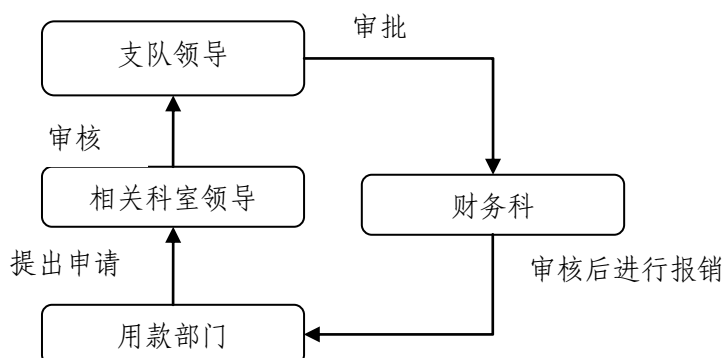 审批
支队领导
审核
相关科室领导
财务科
提出申请
审核后进行报销
用款部门